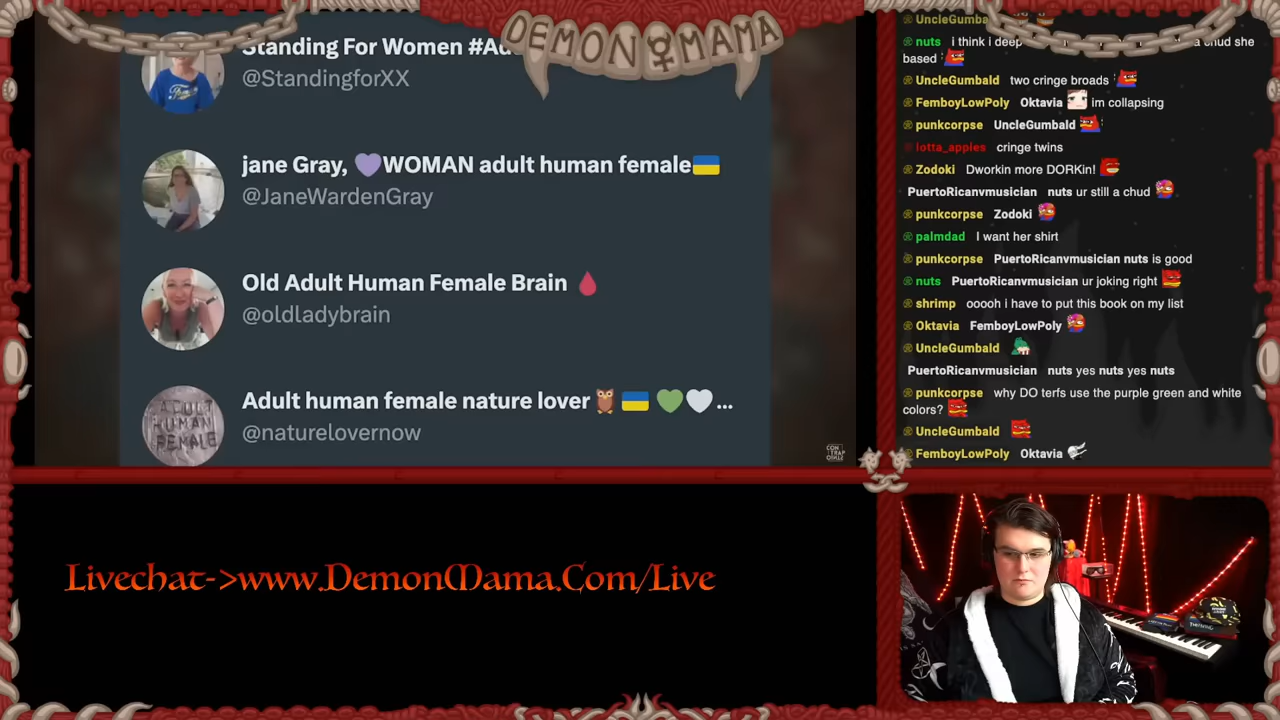 DEMON MAMA
Standing For Women #Ad
@StandingforXX
jane Gray, 💜WOMAN adult human female🇺🇦
@JaneWardenGray
Old Adult Human Female Brain 🩸
@oldladybrain
Adult human female nature lover🦉 🇺🇦 💚🤍...
@naturelovernow
ADULT
HUMAN
FEMALE
CON
TRAP
OINTS
UncleGumba
nuts i think i deep a chud she
based
UncleGumbald two cringe broads
FemboyLowPoly Oktavia im collapsing
punkcorpse UncleGumbald
lotta_appies cringe twins
Zodoki Dworkin more DORKin!
PuertoRicanvmusician nuts ur still a chud
punkcorpse Zodoki
palmdad I want her shirt
punkcorpse PuertoRicanvmusician nuts is good
nuts PuertoRicanvmusician ur joking right
shrimp ooooh i have to put this book on my list
Oktavia FemboyLowPoly
UncleGumbald
PuertoRicanvmusician nuts yes nuts yes nuts
punkcorpse why DO terfs use the purple green and white
colors?
UncleGumbald
FemboyLowPoly Oktavia
Livechat->www.DemonMama.Com/Live